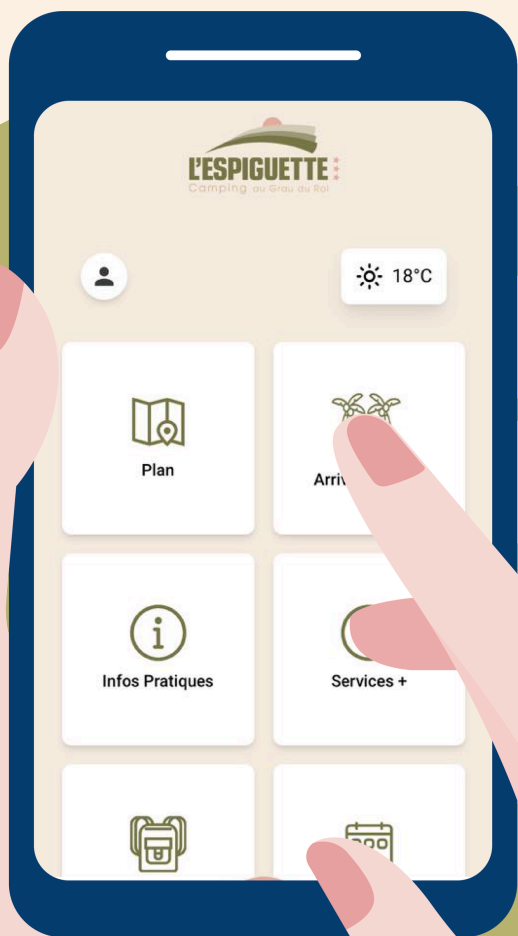 L'ESPIGUETTE
Camping au Grau du Roi
18°C
Plan
Infos Pratiques
Services +